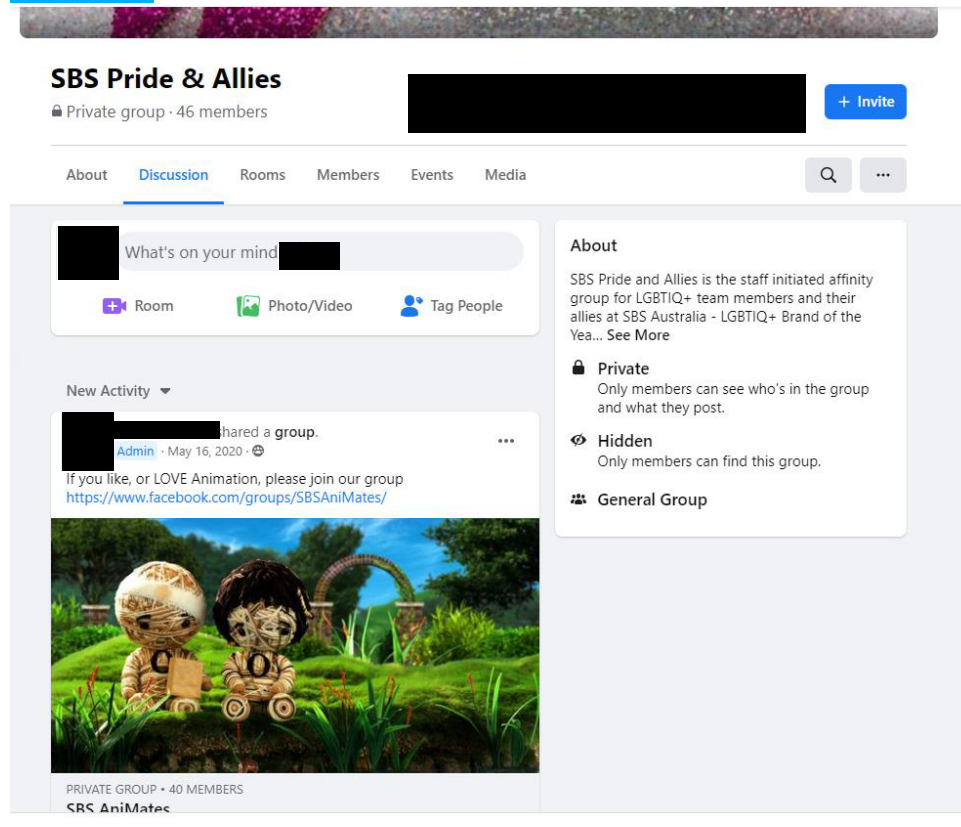 SBS Pride & Allies
Private group · 46 members
+ Invite
About Discussion Rooms Members Events Media
What's on your mind
Room Photo/Video Tag People
New Activity
shared a group.
Admin · May 16, 2020 ·
If you like, or LOVE Animation, please join our group
https://www.facebook.com/groups/SBSAniMates/
PRIVATE GROUP • 40 MEMBERS
SBS AniMates
About
SBS Pride and Allies is the staff initiated affinity
group for LGBTIQ+ team members and their
allies at SBS Australia - LGBTIQ+ Brand of the
Yea... See More
Private
Only members can see who's in the group
and what they post.
Hidden
Only members can find this group.
General Group